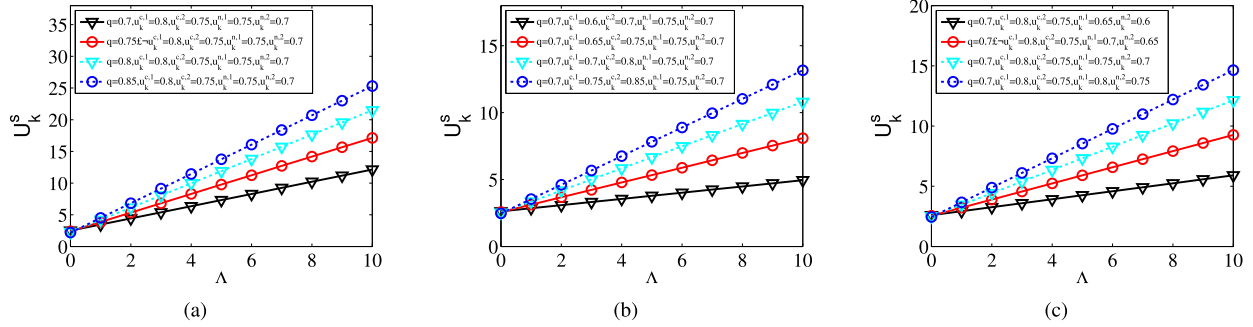 q=0.7,u_k^{c,1}=0.8,u_k^{c,2}=0.75,u_k^{n,1}=0.75,u_k^{n,2}=0.7
q=0.75£¬u_k^{c,1}=0.8,u_k^{c,2}=0.75,u_k^{n,1}=0.75,u_k^{n,2}=0.7
q=0.8,u_k^{c,1}=0.8,u_k^{c,2}=0.75,u_k^{n,1}=0.75,u_k^{n,2}=0.7
q=0.85,u_k^{c,1}=0.8,u_k^{c,2}=0.75,u_k^{n,1}=0.75,u_k^{n,2}=0.7
35
30
25
20
15
10
5
0
U_k^s
0 2 4 6 8 10
Λ
(a)
q=0.7,u_k^{c,1}=0.6,u_k^{c,2}=0.7,u_k^{n,1}=0.75,u_k^{n,2}=0.7
q=0.7,u_k^{c,1}=0.65,u_k^{c,2}=0.75,u_k^{n,1}=0.75,u_k^{n,2}=0.7
q=0.7,u_k^{c,1}=0.7,u_k^{c,2}=0.8,u_k^{n,1}=0.75,u_k^{n,2}=0.7
q=0.7,u_k^{c,1}=0.75,u_k^{c,2}=0.85,u_k^{n,1}=0.75,u_k^{n,2}=0.7
15
10
5
0
U_k^s
0 2 4 6 8 10
Λ
(b)
q=0.7,u_k^{c,1}=0.8,u_k^{c,2}=0.75,u_k^{n,1}=0.65,u_k^{n,2}=0.6
q=0.7£¬u_k^{c,1}=0.8,u_k^{c,2}=0.75,u_k^{n,1}=0.7,u_k^{n,2}=0.65
q=0.7,u_k^{c,1}=0.8,u_k^{c,2}=0.75,u_k^{n,1}=0.75,u_k^{n,2}=0.7
q=0.7,u_k^{c,1}=0.8,u_k^{c,2}=0.75,u_k^{n,1}=0.8,u_k^{n,2}=0.75
20
15
10
5
0
U_k^s
0 2 4 6 8 10
Λ
(c)